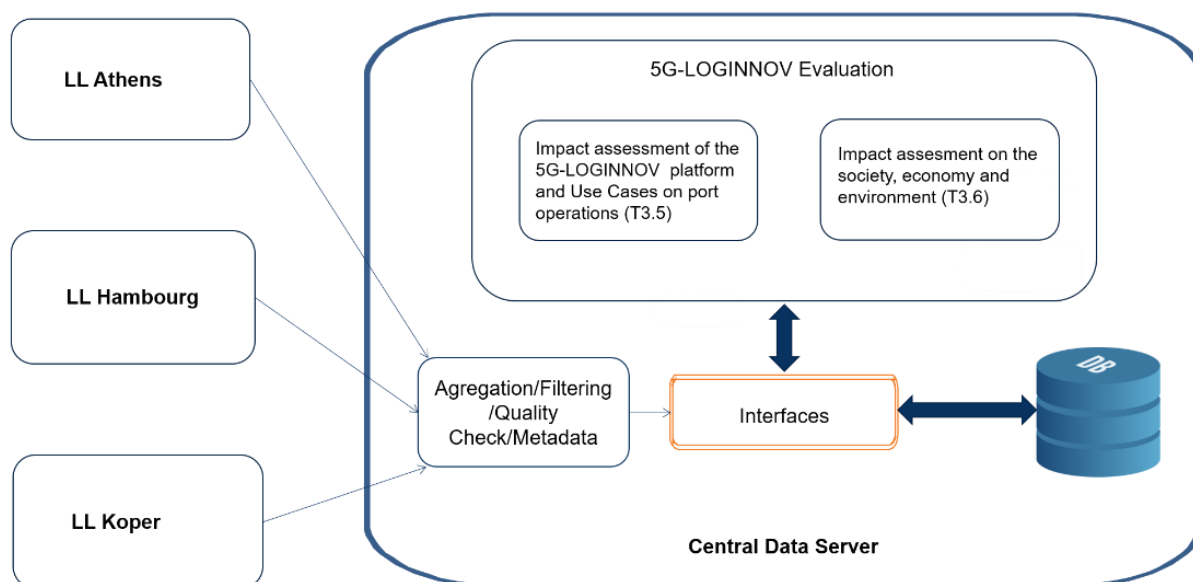 LL Athens
LL Hambourg
LL Koper
5G-LOGINNOV Evaluation
Impact assessment of the
5G-LOGINNOV platform
and Use Cases on port
operations (T3.5)
Impact assesment on the
society, economy and
environment (T3.6)
Agregation/Filtering
/Quality
Check/Metadata
Interfaces
DB
Central Data Server